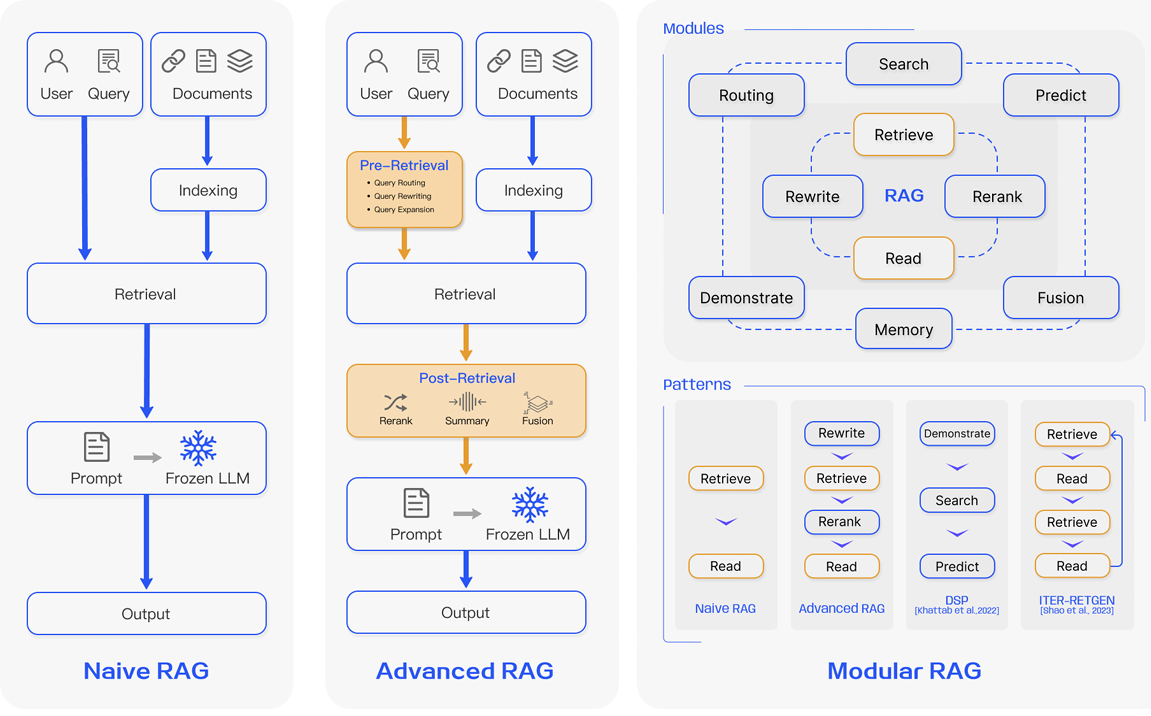 User Query
Documents
Indexing
Retrieval
Prompt
Frozen LLM
Output
Naive RAG
User Query
Documents
Pre-Retrieval
• Query Routing
• Query Rewriting
• Query Expansion
Indexing
Retrieval
Post-Retrieval
Rerank
Summary
Fusion
Prompt
Frozen LLM
Output
Advanced RAG
Modules
Search
Routing
Predict
Retrieve
Rewrite
RAG
Rerank
Read
Demonstrate
Fusion
Memory
Patterns
Retrieve
Read
Naive RAG
Rewrite
Retrieve
Rerank
Read
Advanced RAG
Demonstrate
Search
Predict
DSP
[Khattab et al.,2022]
Retrieve
Read
Retrieve
Read
ITER-RETGEN
[Shao et al., 2023]
Modular RAG